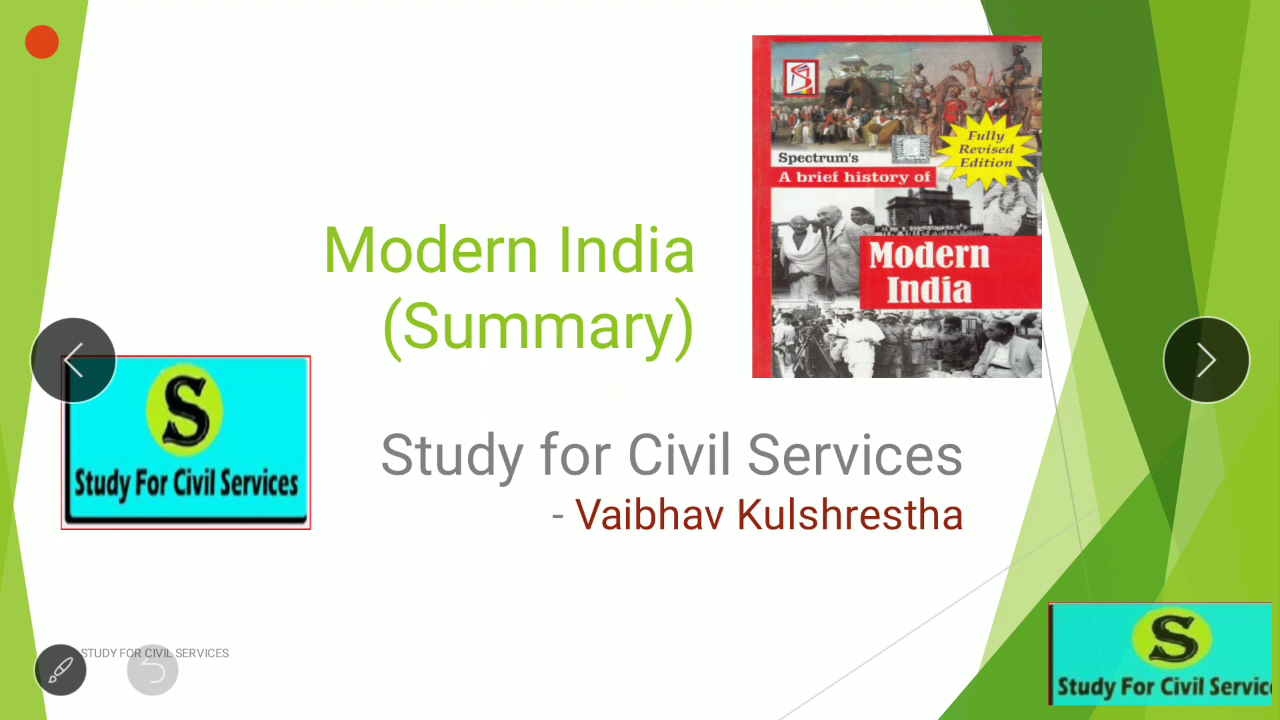 Modern India
(Summary)
Spectrum's
A brief history of
Fully
Revised
Edition
Modern
India
S
Study For Civil Services
Study for Civil Services
- Vaibhav Kulshrestha
STUDY FOR CIVIL SERVICES
S
Study For Civil Servic